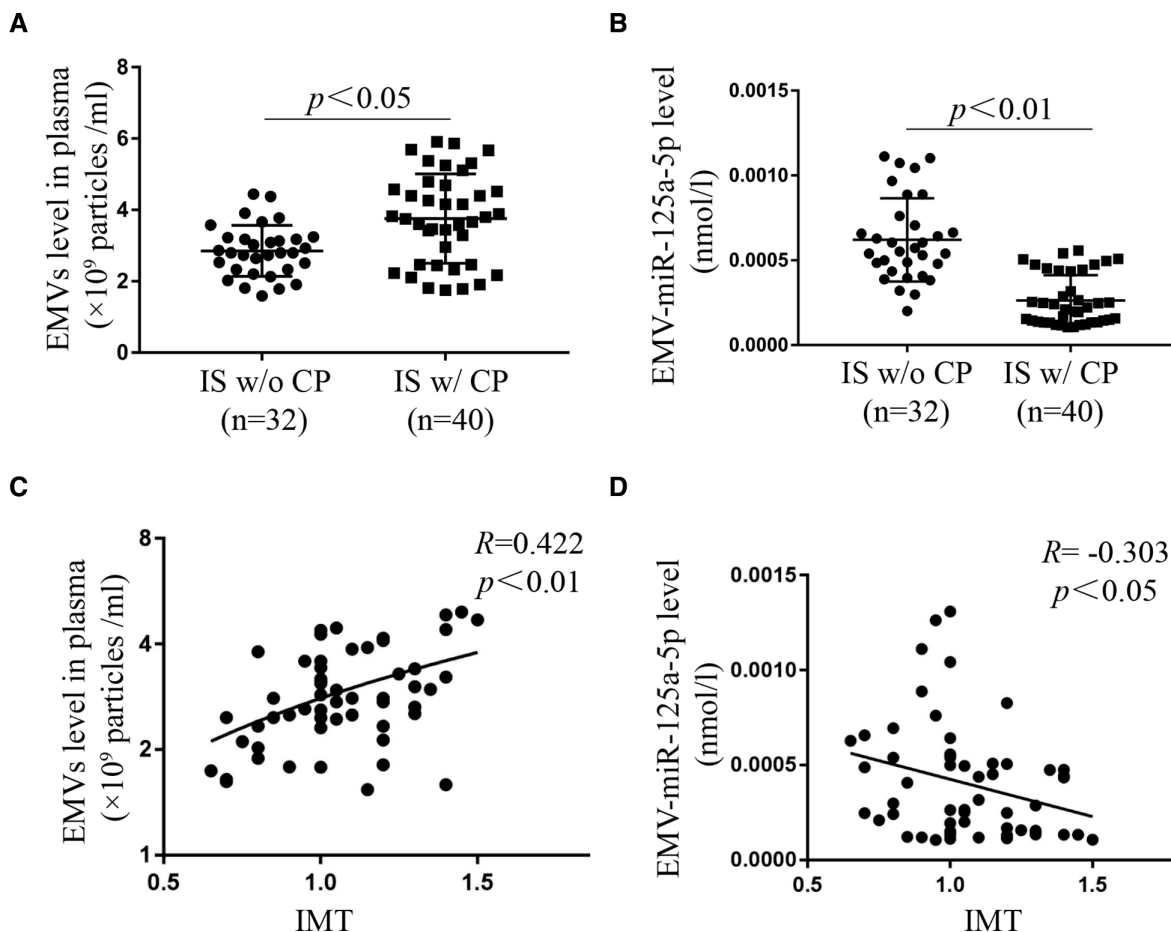 A
EMVs level in plasma
(×10⁹ particles /ml)
8
6
4
2
0
p<0.05
IS w/o CP
(n=32)
IS w/ CP
(n=40)
B
EMV-miR-125a-5p level
(nmol/l)
0.0015
0.0010
0.0005
0.0000
p<0.01
IS w/o CP
(n=32)
IS w/ CP
(n=40)
C
EMVs level in plasma
(×10⁹ particles /ml)
8
4
2
1
R=0.422
p<0.01
0.5
1.0
1.5
IMT
D
EMV-miR-125a-5p level
(nmol/l)
0.0015
0.0010
0.0005
0.0000
R= -0.303
p<0.05
0.5
1.0
1.5
IMT